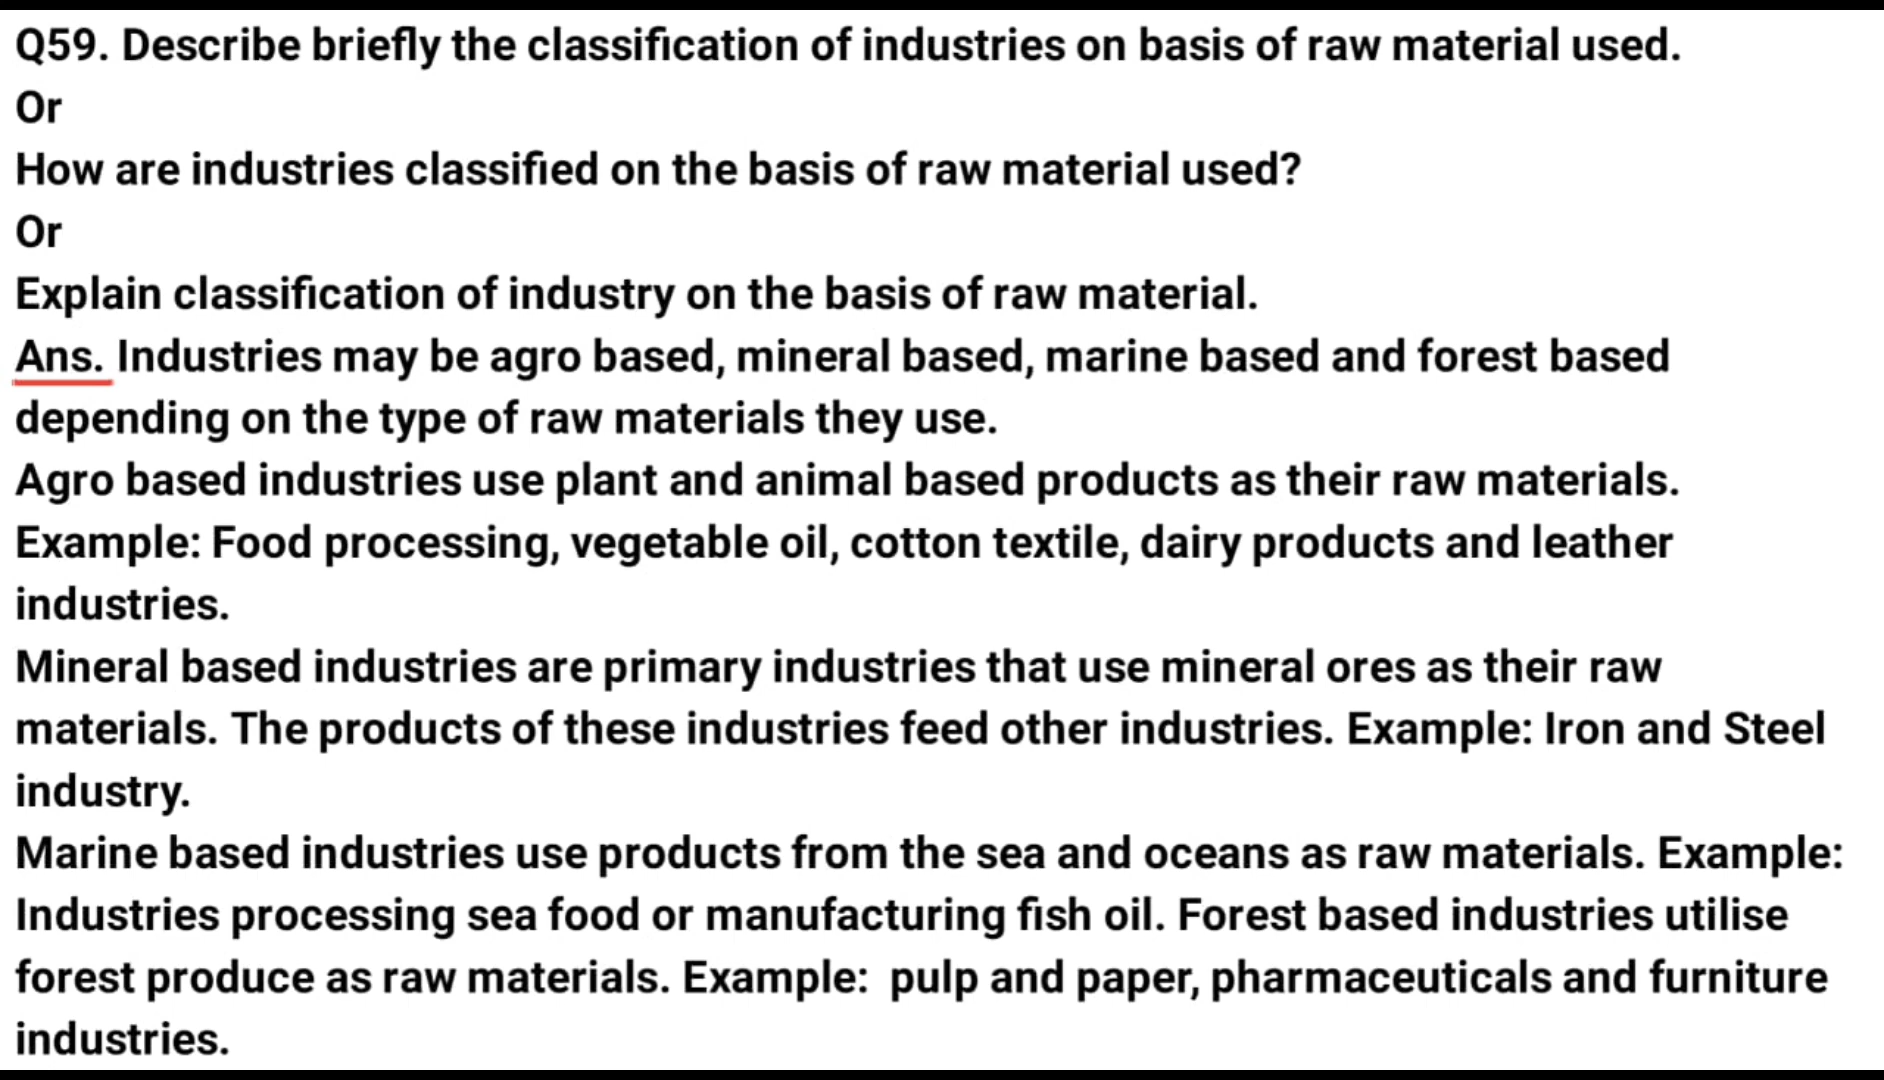 Q59. Describe briefly the classification of industries on basis of raw material used.
Or
How are industries classified on the basis of raw material used?
Or
Explain classification of industry on the basis of raw material.
Ans. Industries may be agro based, mineral based, marine based and forest based
depending on the type of raw materials they use.
Agro based industries use plant and animal based products as their raw materials.
Example: Food processing, vegetable oil, cotton textile, dairy products and leather
industries.
Mineral based industries are primary industries that use mineral ores as their raw
materials. The products of these industries feed other industries. Example: Iron and Steel
industry.
Marine based industries use products from the sea and oceans as raw materials. Example:
Industries processing sea food or manufacturing fish oil. Forest based industries utilise
forest produce as raw materials. Example:  pulp and paper, pharmaceuticals and furniture
industries.